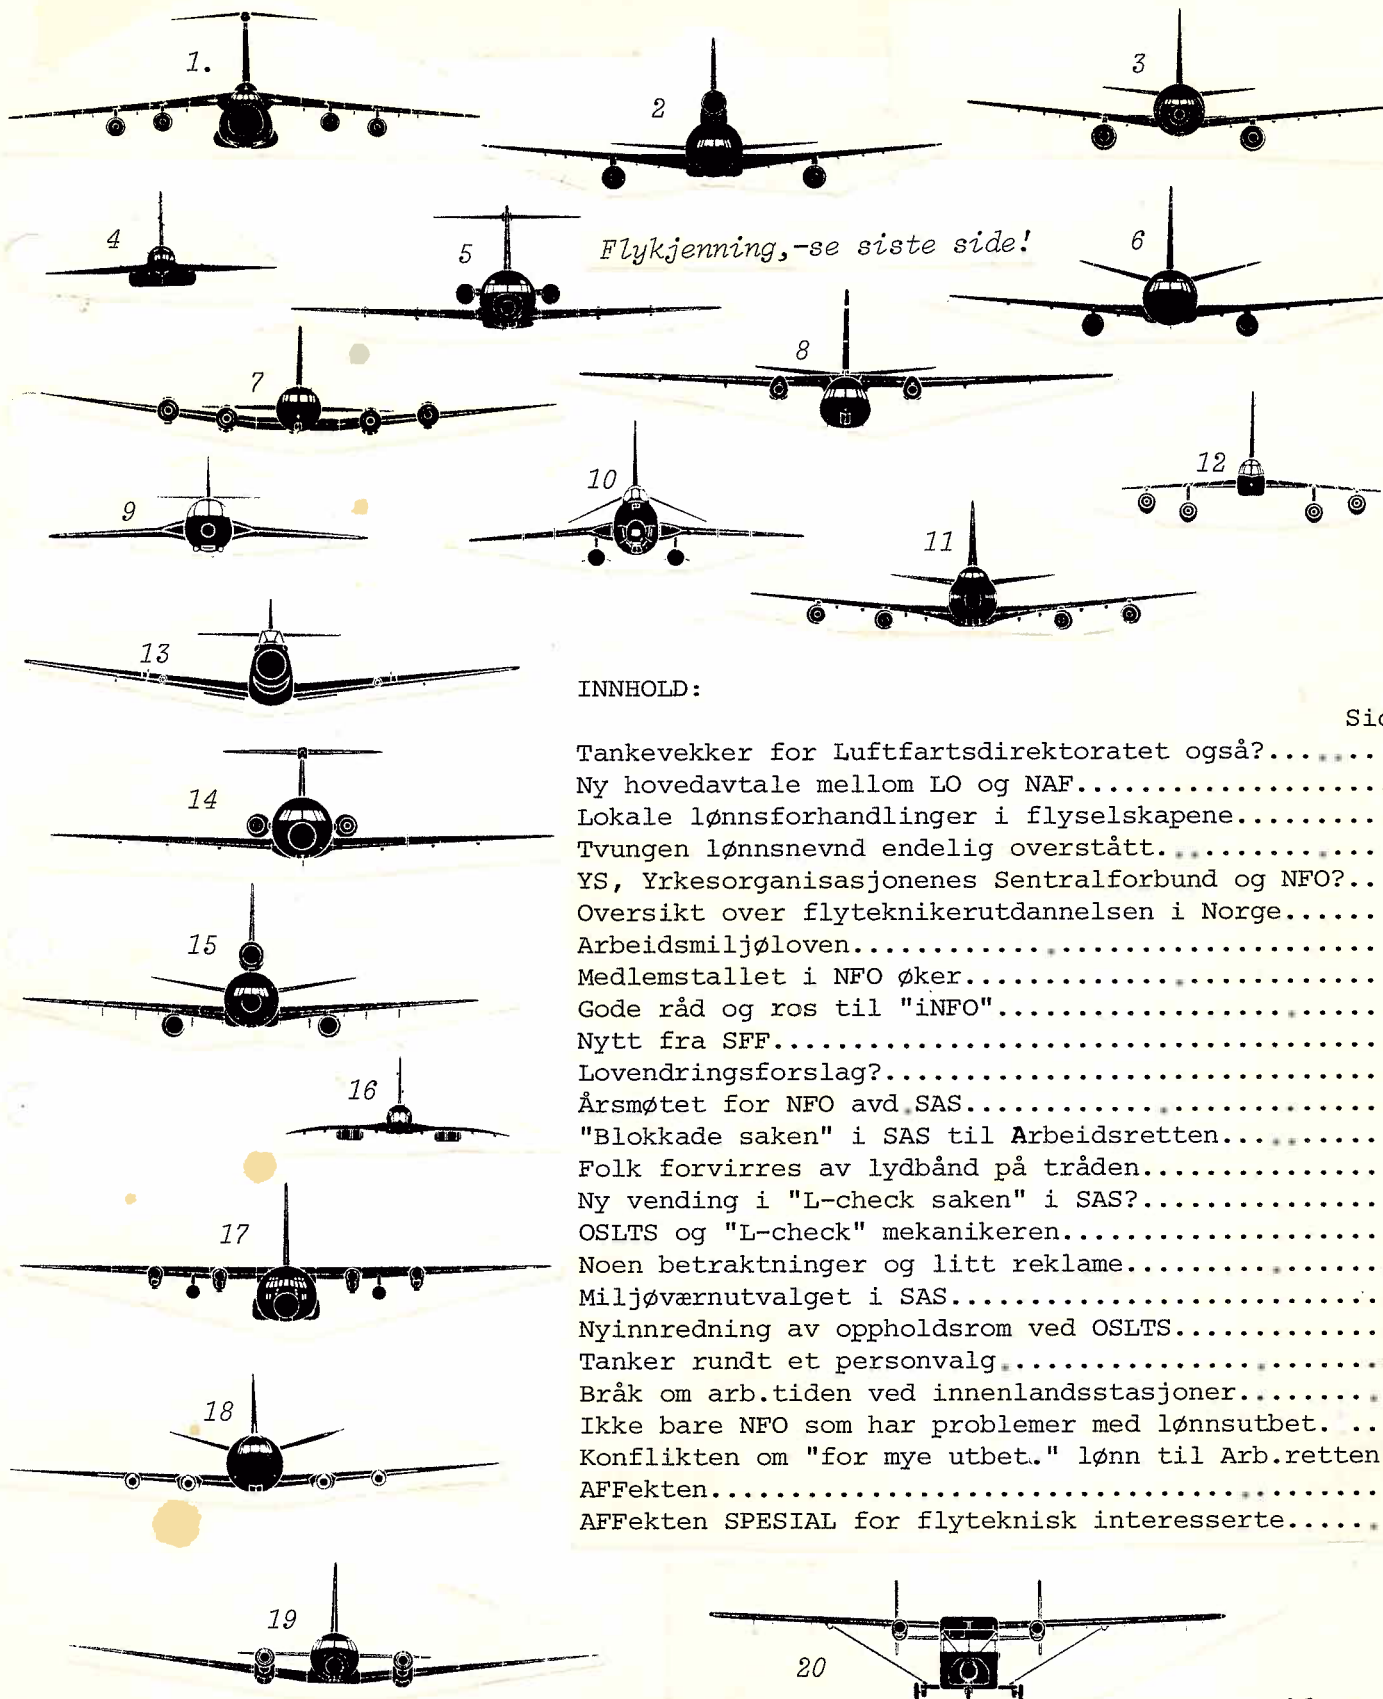 1.
2
3
4
5
Flykjenning,-se siste side!
6
7
8
9
10
11
12
13
14
15
16
17
18
19
20
INNHOLD:
Sid
Tankevekker for Luftfartsdirektoratet også?........
Ny hovedavtale mellom LO og NAF...................
Lokale lønnsforhandlinger i flyselskapene.........
Tvungen lønnsnevnd endelig overstått..............
YS, Yrkesorganisasjonenes Sentralforbund og NFO?..
Oversikt over flyteknikerutdannelsen i Norge......
Arbeidsmiljøloven.................................
Medlemstallet i NFO øker..........................
Gode råd og ros til "iNFO"........................
Nytt fra SFF......................................
Lovendringsforslag?...............................
Årsmøtet for NFO avd.SAS..........................
"Blokkade saken" i SAS til Arbeidsretten..........
Folk forvirres av lydbånd på tråden...............
Ny vending i "L-check saken" i SAS?...............
OSLTS og "L-check" mekanikeren....................
Noen betraktninger og litt reklame................
Miljøværnutvalget i SAS...........................
Nyinnredning av oppholdsrom ved OSLTS.............
Tanker rundt et personvalg........................
Bråk om arb.tiden ved innenlandsstasjoner.........
Ikke bare NFO som har problemer med lønnsutbet. ..
Konflikten om "for mye utbet." lønn til Arb.retten
AFFekten..........................................
AFFekten SPESIAL for flyteknisk interesserte......